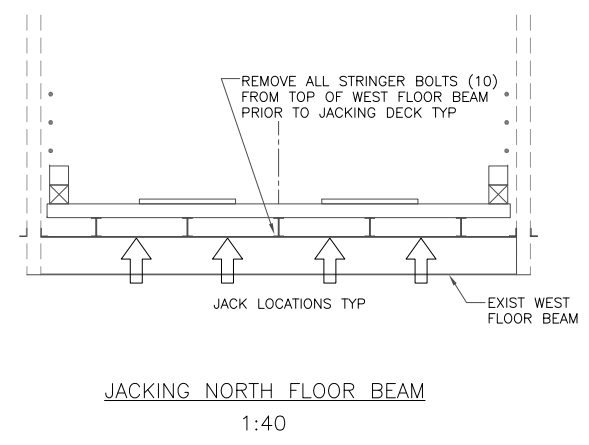 REMOVE ALL STRINGER BOLTS (10)
FROM TOP OF WEST FLOOR BEAM
PRIOR TO JACKING DECK TYP
JACK LOCATIONS TYP
EXIST WEST
FLOOR BEAM
JACKING NORTH FLOOR BEAM
1:40